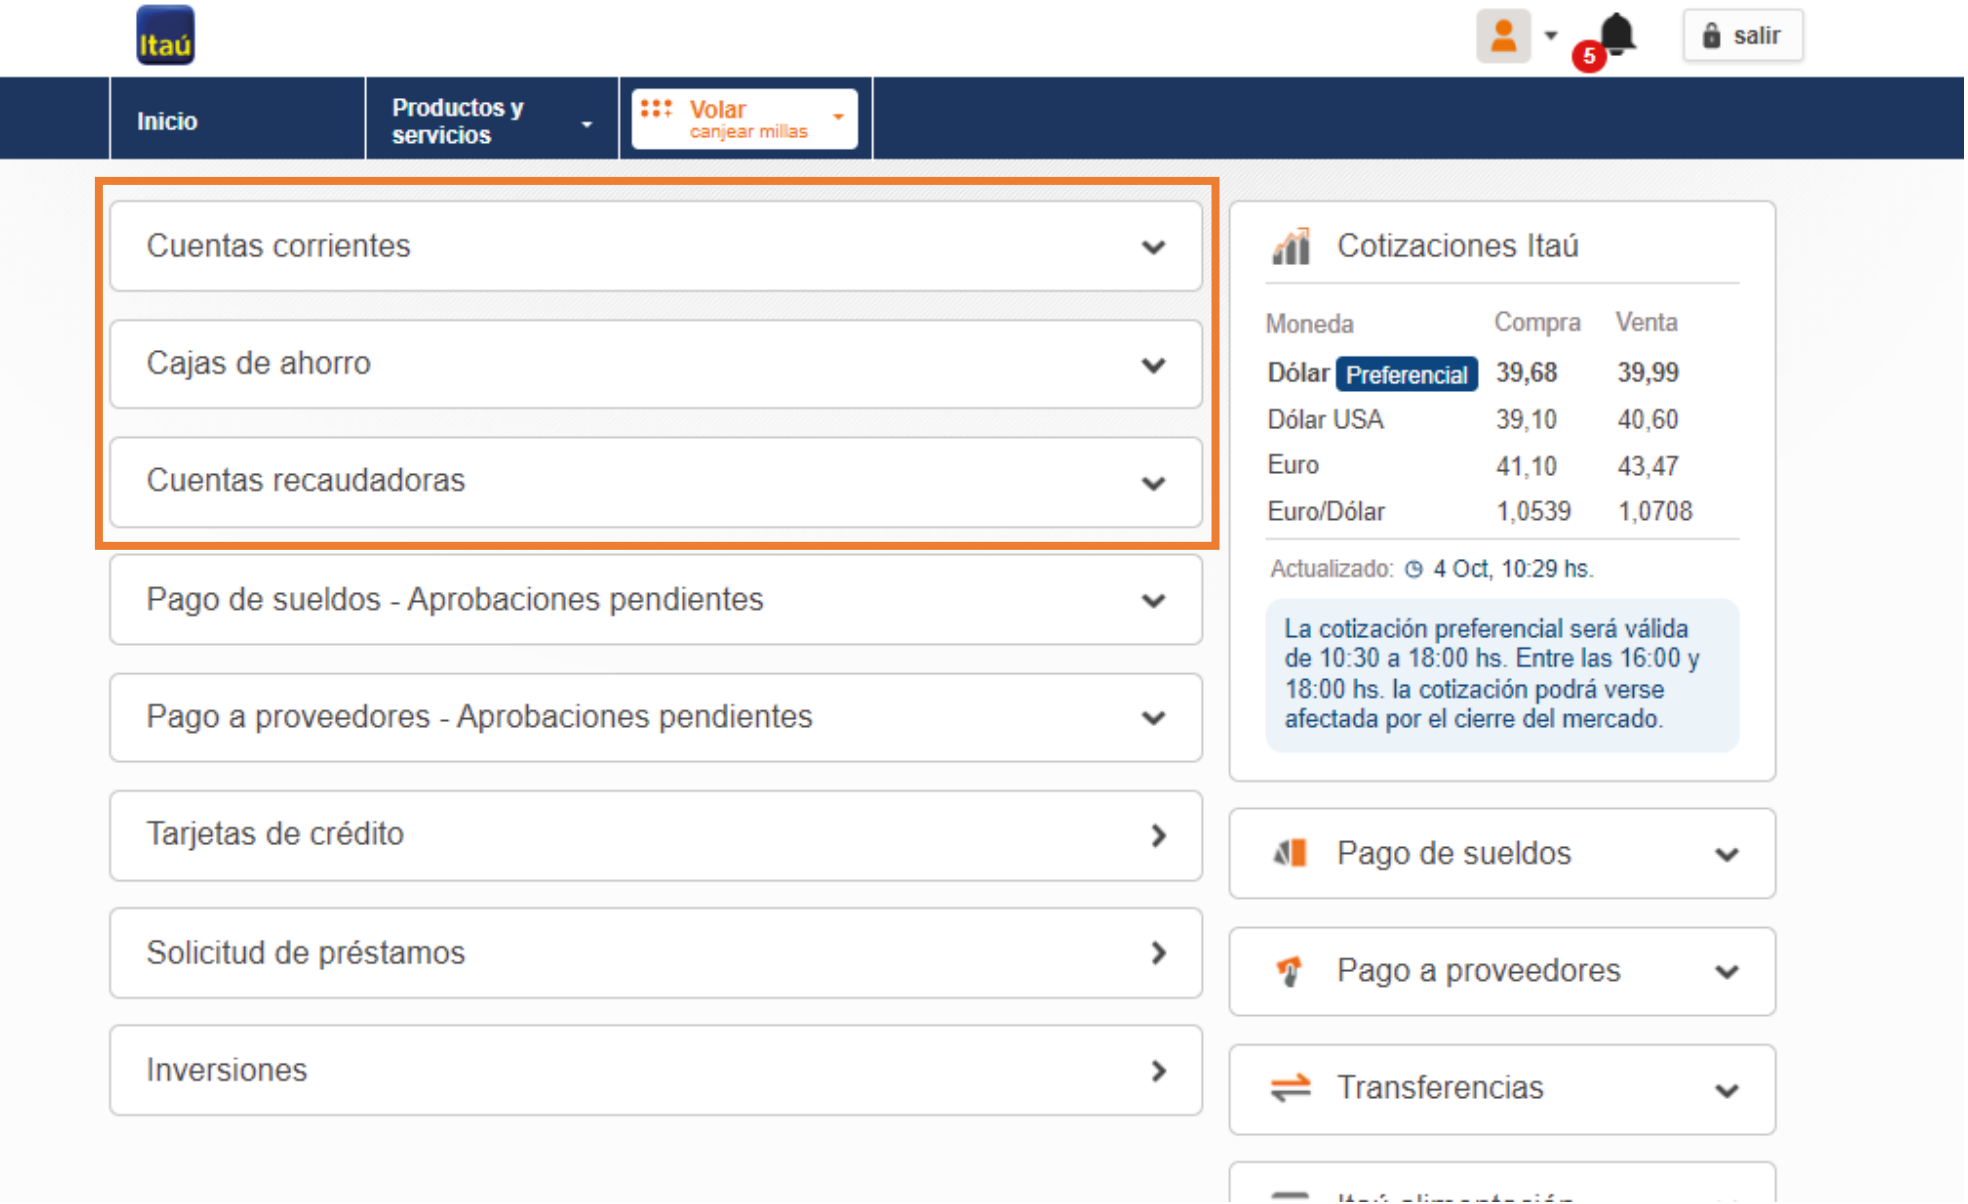 Itaú
5
salir
Inicio
Productos y
servicios
Volar
canjear millas
Cuentas corrientes
Cajas de ahorro
Cuentas recaudadoras
Pago de sueldos - Aprobaciones pendientes
Pago a proveedores - Aprobaciones pendientes
Tarjetas de crédito
Solicitud de préstamos
Inversiones
Cotizaciones Itaú
Moneda Compra Venta
Dólar Preferencial 39,68 39,99
Dólar USA 39,10 40,60
Euro 41,10 43,47
Euro/Dólar 1,0539 1,0708
Actualizado: 4 Oct, 10:29 hs.
La cotización preferencial será válida
de 10:30 a 18:00 hs. Entre las 16:00 y
18:00 hs. la cotización podrá verse
afectada por el cierre del mercado.
Pago de sueldos
Pago a proveedores
Transferencias
Itaú alimentación